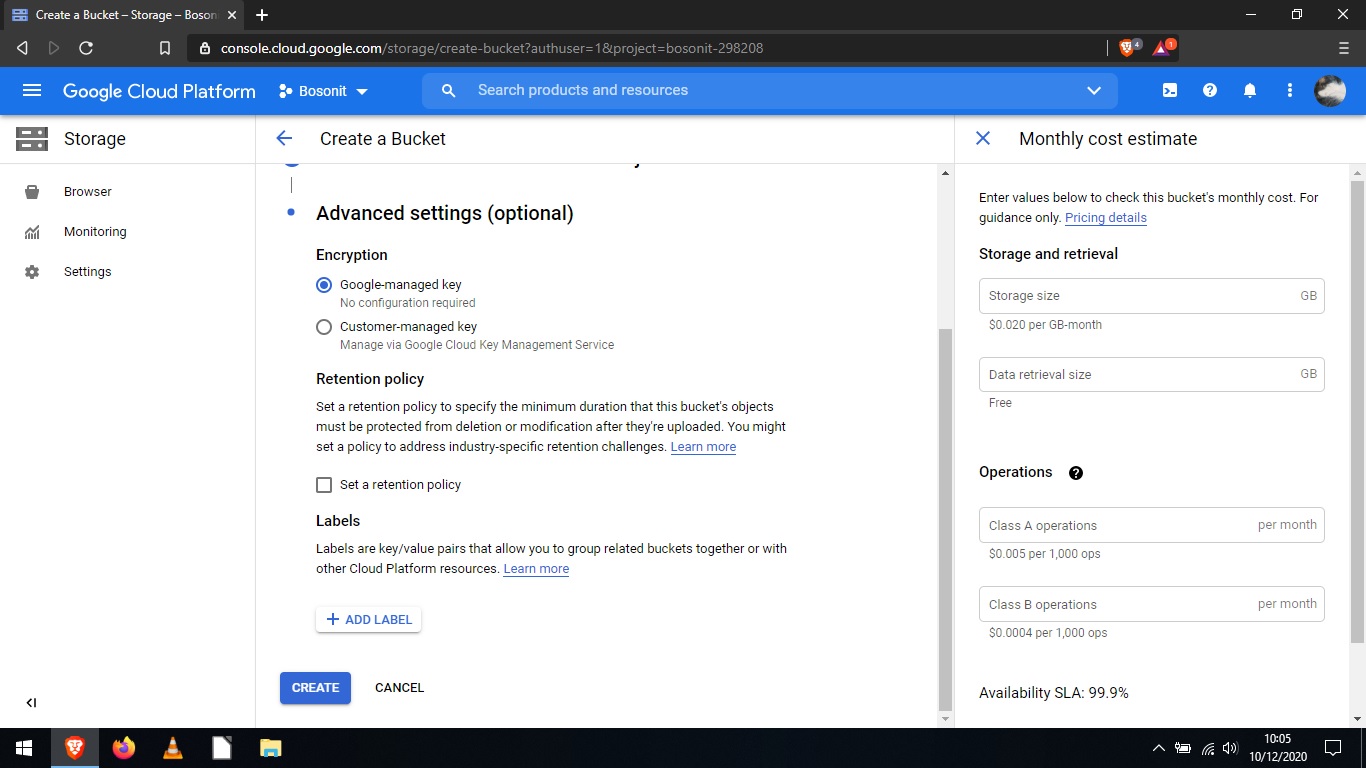 Create a Bucket – Storage – Boson
console.cloud.google.com/storage/create-bucket?authuser=1&project=bosonit-298208
4
1
Google Cloud Platform
Bosonit
Search products and resources
Storage
Create a Bucket
Monthly cost estimate
Browser
Monitoring
Settings
Advanced settings (optional)
Encryption
Google-managed key
No configuration required
Customer-managed key
Manage via Google Cloud Key Management Service
Retention policy
Set a retention policy to specify the minimum duration that this bucket's objects
must be protected from deletion or modification after they're uploaded. You might
set a policy to address industry-specific retention challenges. Learn more
Set a retention policy
Labels
Labels are key/value pairs that allow you to group related buckets together or with
other Cloud Platform resources. Learn more
ADD LABEL
CREATE
CANCEL
Enter values below to check this bucket's monthly cost. For
guidance only. Pricing details
Storage and retrieval
Storage size GB
$0.020 per GB-month
Data retrieval size GB
Free
Operations
Class A operations per month
$0.005 per 1,000 ops
Class B operations per month
$0.0004 per 1,000 ops
Availability SLA: 99.9%
10:05
10/12/2020